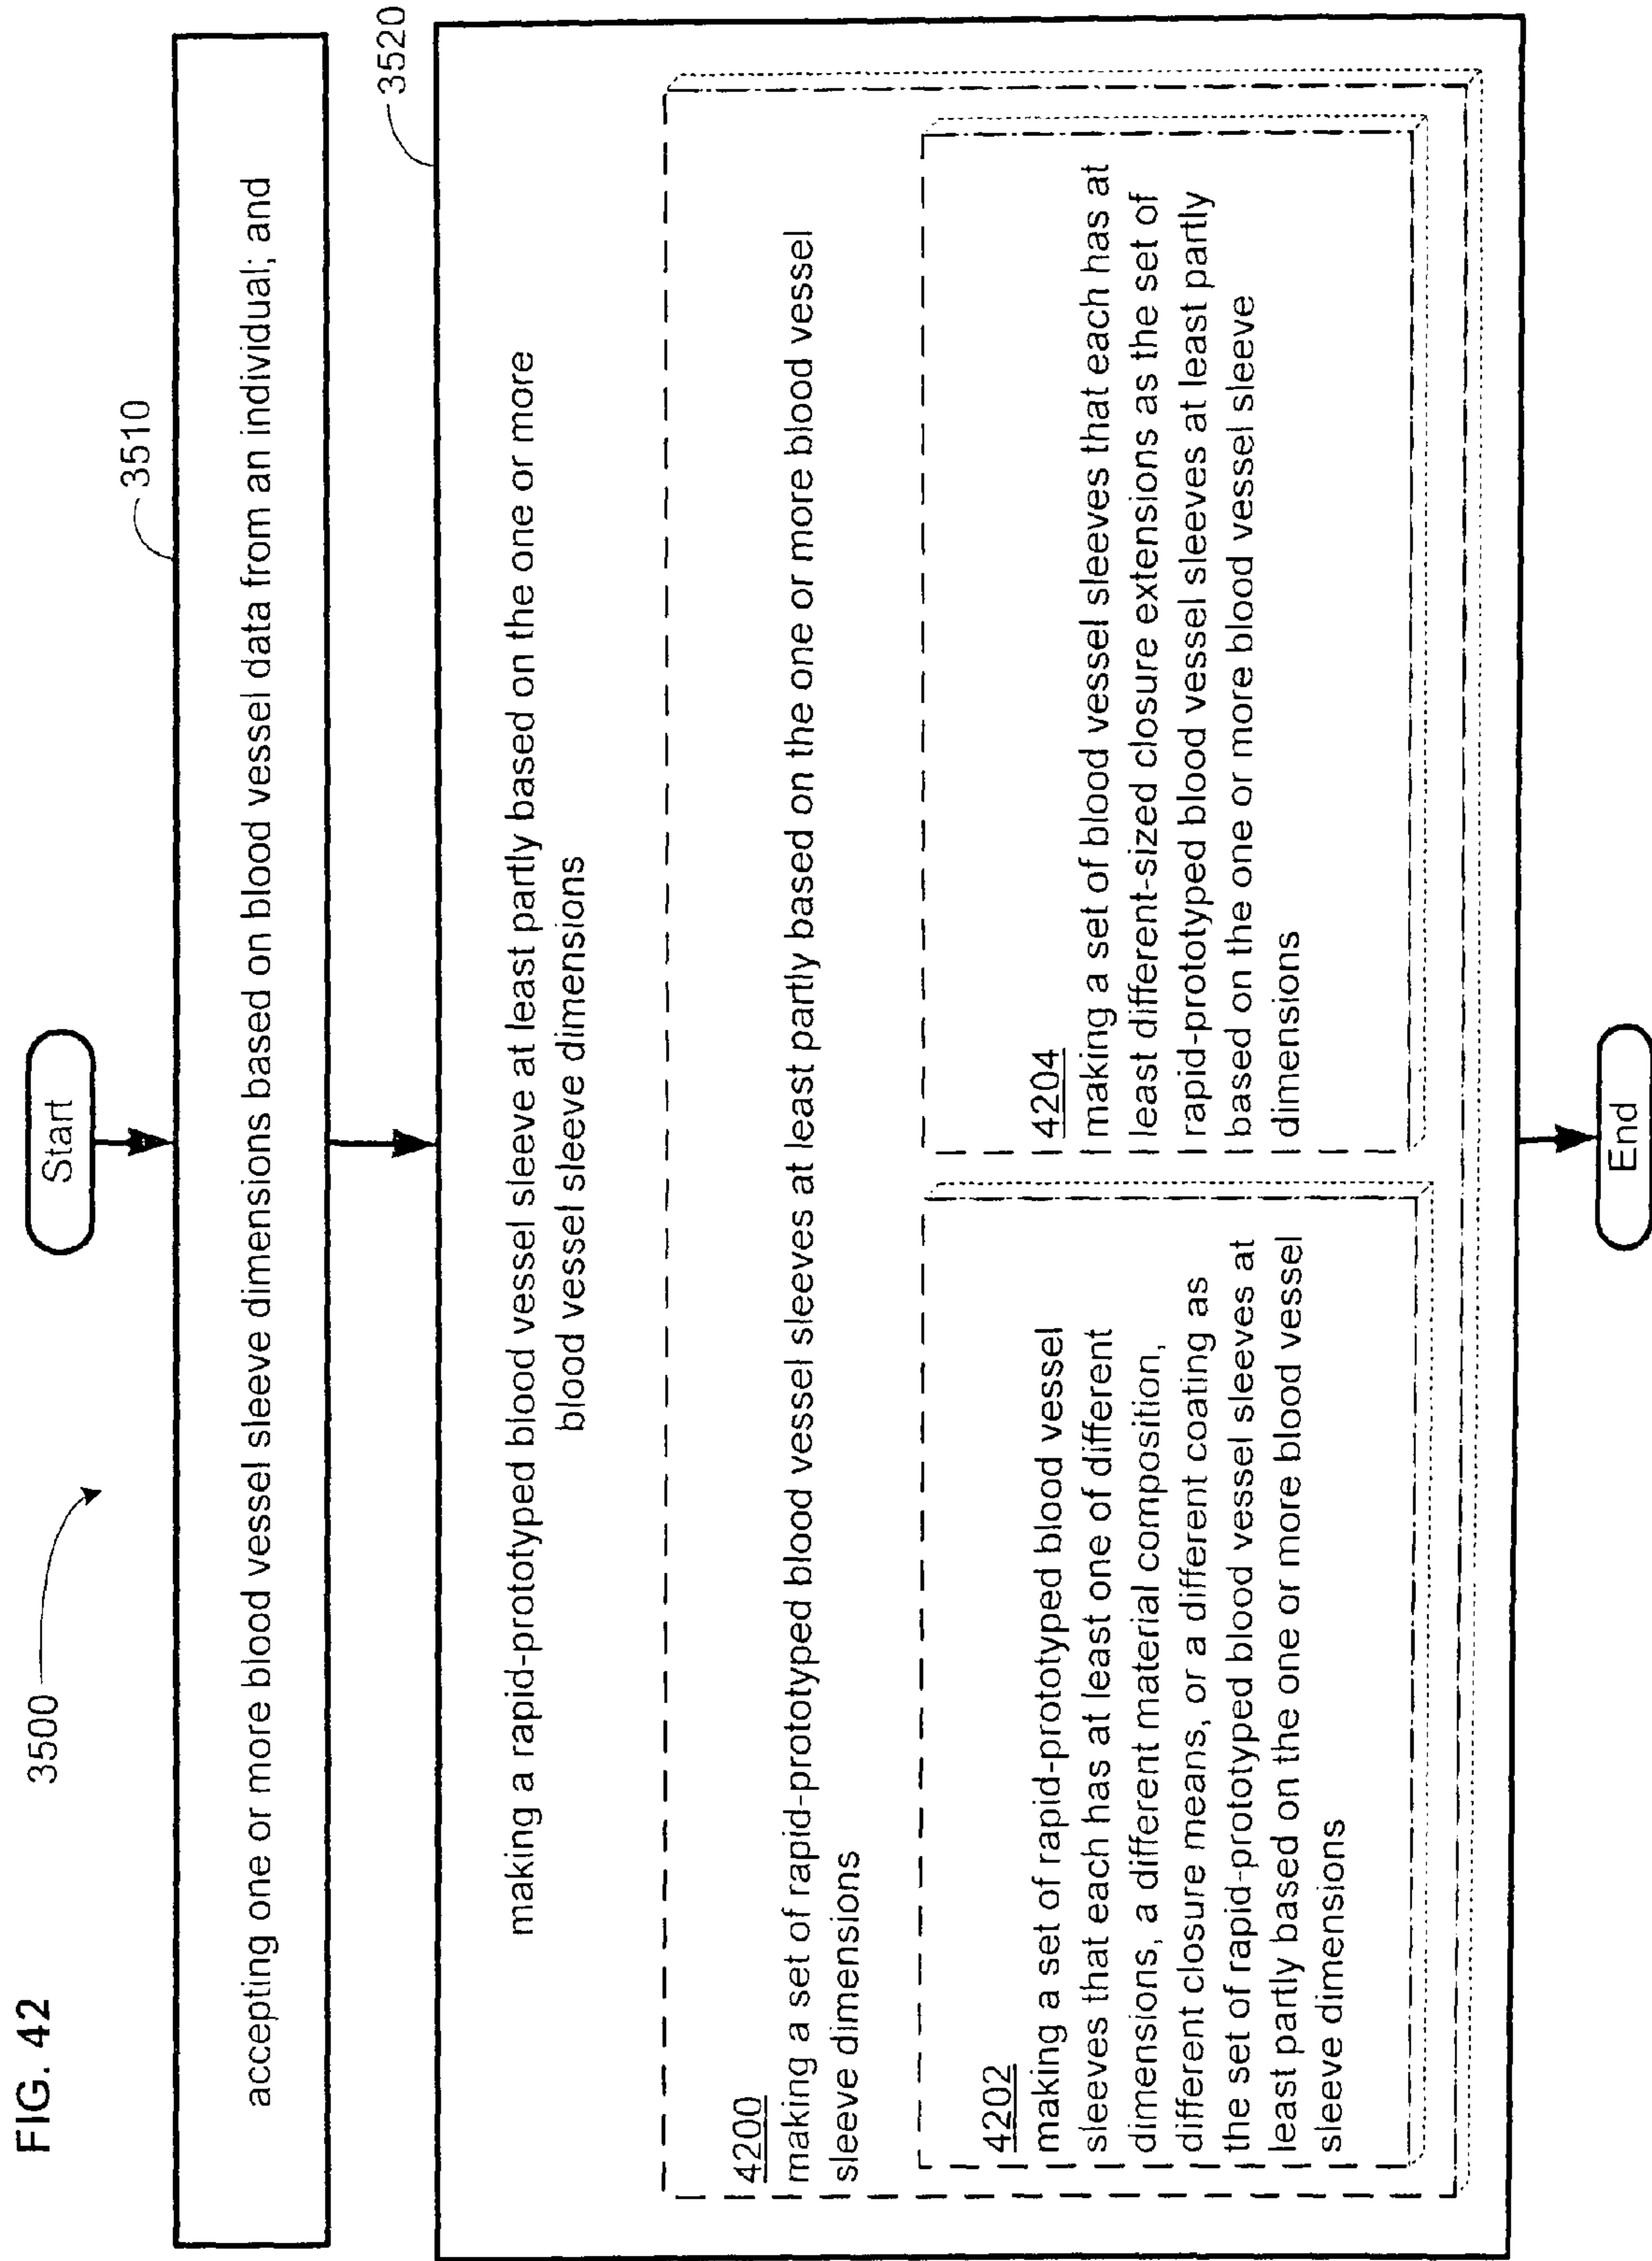 FIG. 42
3500
Start
3510
accepting one or more blood vessel sleeve dimensions based on blood vessel data from an individual; and
3520
making a rapid-prototyped blood vessel sleeve at least partly based on the one or more
blood vessel sleeve dimensions
4200
making a set of rapid-prototyped blood vessel sleeves at least partly based on the one or more blood vessel
sleeve dimensions
4202
making a set of rapid-prototyped blood vessel
sleeves that each has at least one of different
dimensions, a different material composition,
different closure means, or a different coating as
the set of rapid-prototyped blood vessel sleeves at
least partly based on the one or more blood vessel
sleeve dimensions
4204
making a set of blood vessel sleeves that each has at
least different-sized closure extensions as the set of
rapid-prototyped blood vessel sleeves at least partly
based on the one or more blood vessel sleeve
dimensions
End